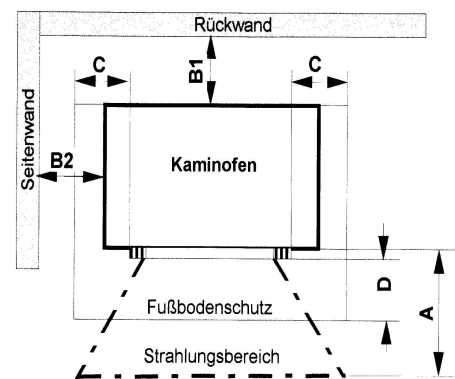 Rückwand
C
B1
C
Seitenwand
B2
Kaminofen
D
A
Fußbodenschutz
Strahlungsbereich